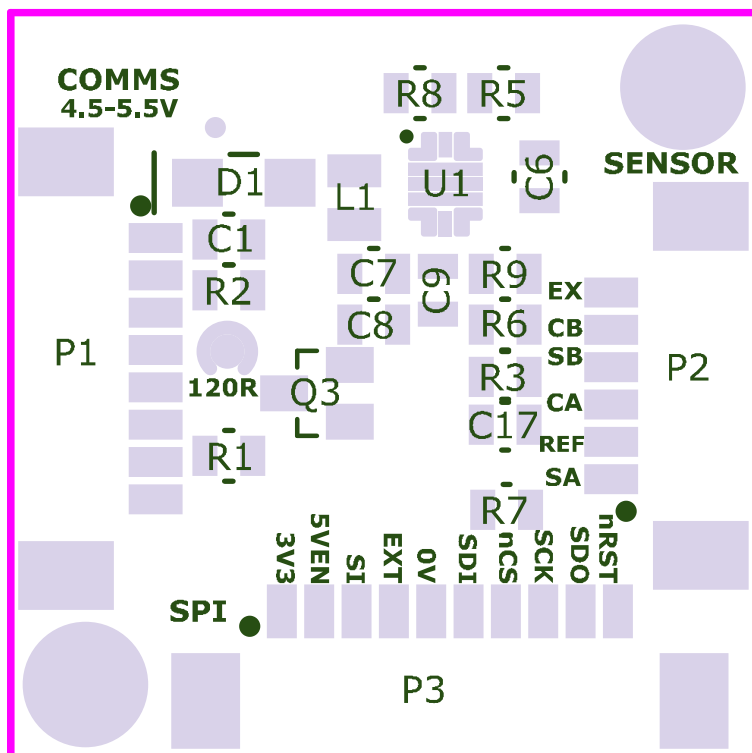 COMMS
4.5-5.5V
R8
R5
SENSOR
D1
L1
U1
C6
C1
R2
C7
C9
R9
EX
C8
R6
CB
SB
P1
120R
Q3
R3
P2
CA
C17
REF
R1
SA
R7
3V3
5VEN
SI
EXT
0V
SDI
nCS
SCK
SDO
nRST
SPI
P3